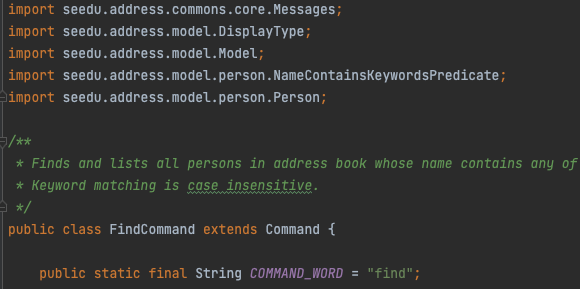 import seedu.address.commons.core.Messages;
import seedu.address.model.DisplayType;
import seedu.address.model.Model;
import seedu.address.model.person.NameContainsKeywordsPredicate;
import seedu.address.model.person.Person;
/**
* Finds and lists all persons in address book whose name contains any of
* Keyword matching is case insensitive.
*/
public class FindCommand extends Command {
public static final String COMMAND_WORD = "find";